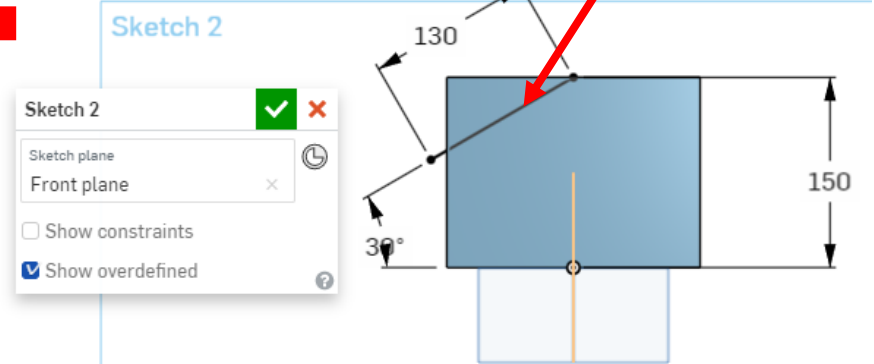 Sketch 2
130
Sketch 2
Sketch plane
Front plane
150
Show constraints
30°
Show overdefined